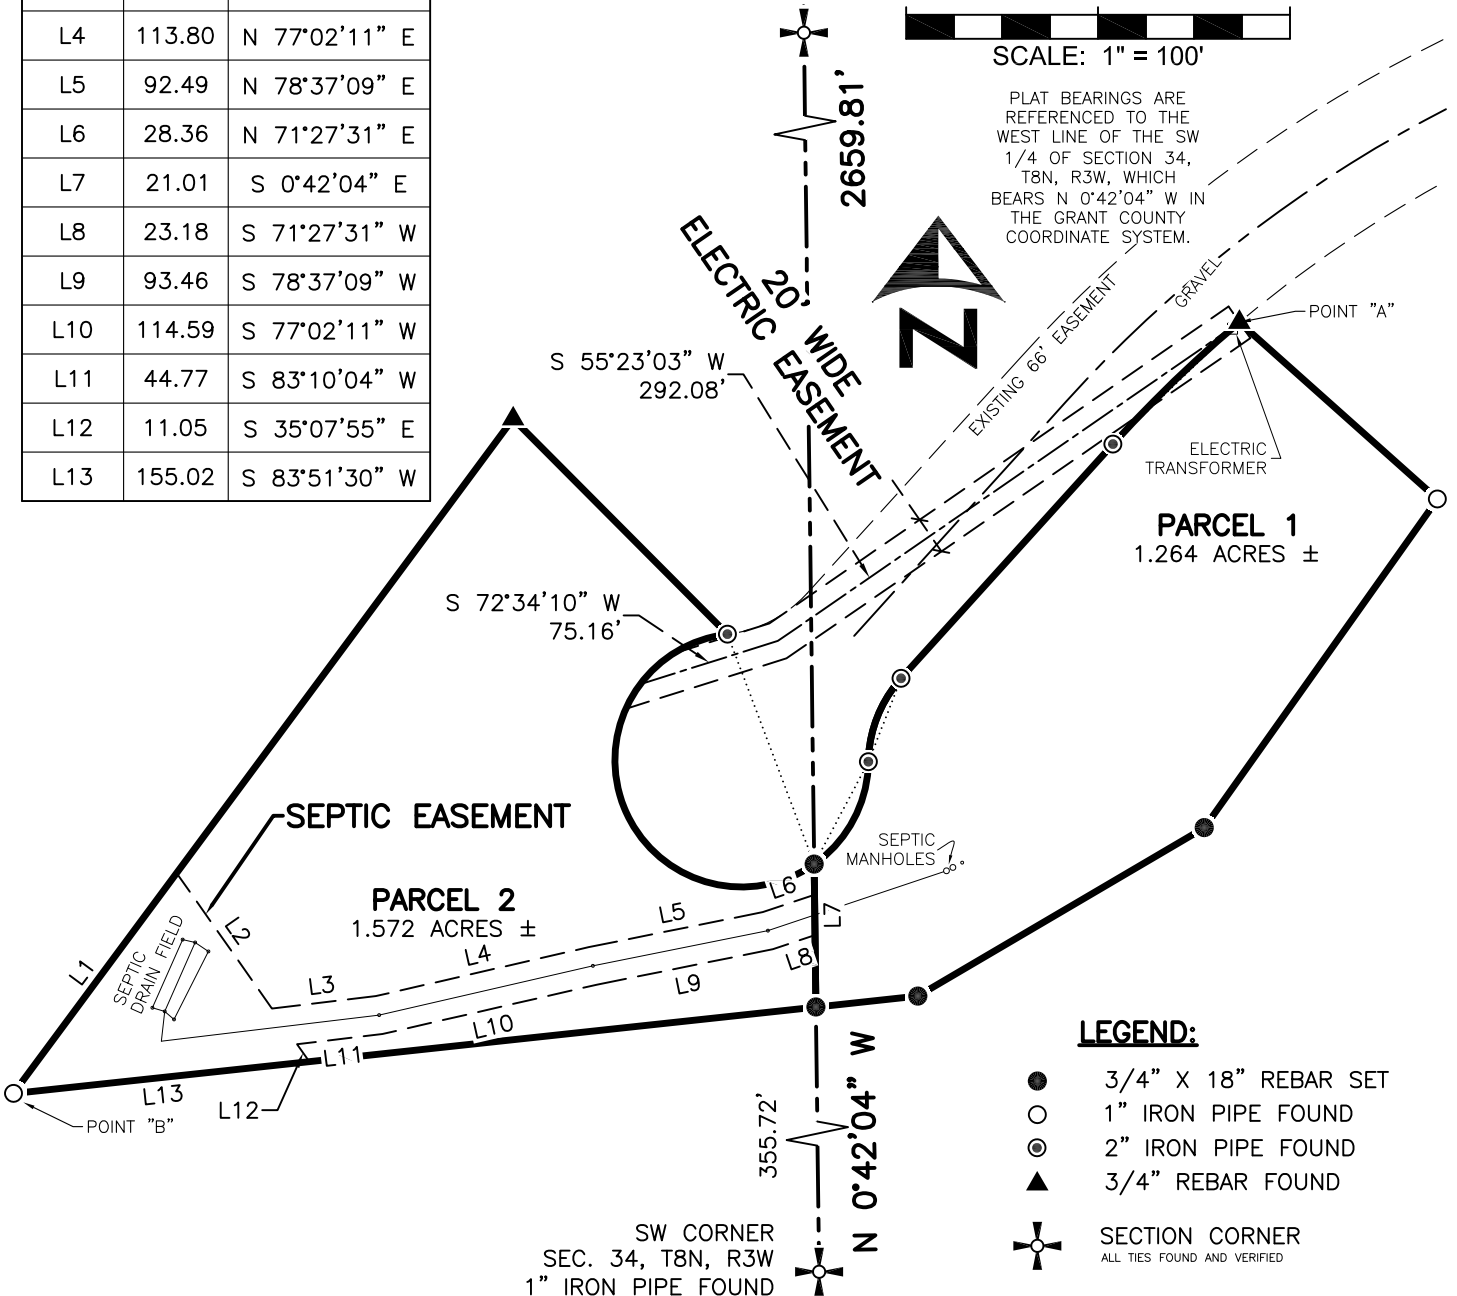 L4 113.80 N 77°02'11" E
L5 92.49 N 78°37'09" E
L6 28.36 N 71°27'31" E
L7 21.01 S 0°42'04" E
L8 23.18 S 71°27'31" W
L9 93.46 S 78°37'09" W
L10 114.59 S 77°02'11" W
L11 44.77 S 83°10'04" W
L12 11.05 S 35°07'55" E
L13 155.02 S 83°51'30" W
2659.81'
SCALE: 1" = 100'
PLAT BEARINGS ARE
REFERENCED TO THE
WEST LINE OF THE SW
1/4 OF SECTION 34,
T8N, R3W, WHICH
BEARS N 0°42'04" W IN
THE GRANT COUNTY
COORDINATE SYSTEM.
N
20' WIDE
ELECTRIC EASEMENT
EXISTING 66' EASEMENT
GRAVEL
POINT "A"
S 55°23'03" W
292.08'
ELECTRIC
TRANSFORMER
PARCEL 1
1.264 ACRES ±
S 72°34'10" W
75.16'
SEPTIC EASEMENT
SEPTIC
MANHOLES
PARCEL 2
1.572 ACRES ±
L6
L7
L5
L4
L2
L3
L1
SEPTIC
DRAIN FIELD
L8
L9
L10
L11
L13
L12
POINT "B"
355.72'
N 0°42'04" W
SW CORNER
SEC. 34, T8N, R3W
1" IRON PIPE FOUND
LEGEND:
3/4" X 18" REBAR SET
1" IRON PIPE FOUND
2" IRON PIPE FOUND
3/4" REBAR FOUND
SECTION CORNER
ALL TIES FOUND AND VERIFIED